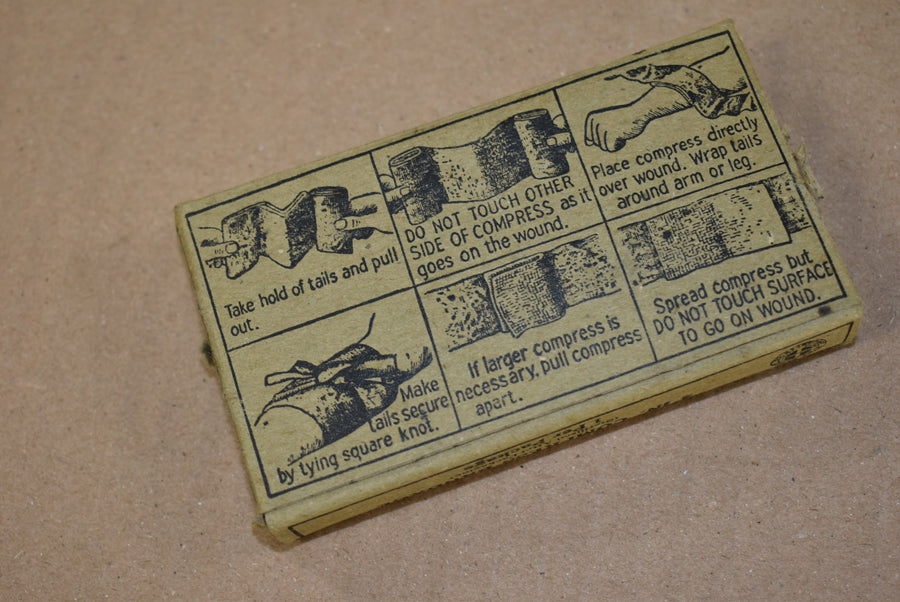 Take hold of tails and pull
out.
DO NOT TOUCH OTHER
SIDE OF COMPRESS as it
goes on the wound.
Place compress directly
over wound. Wrap tails
around arm or leg.
Make
tails secure
by tying square knot.
If larger compress is
necessary, pull compress
apart.
Spread compress but
DO NOT TOUCH SURFACE
TO GO ON WOUND.
1 Per Package